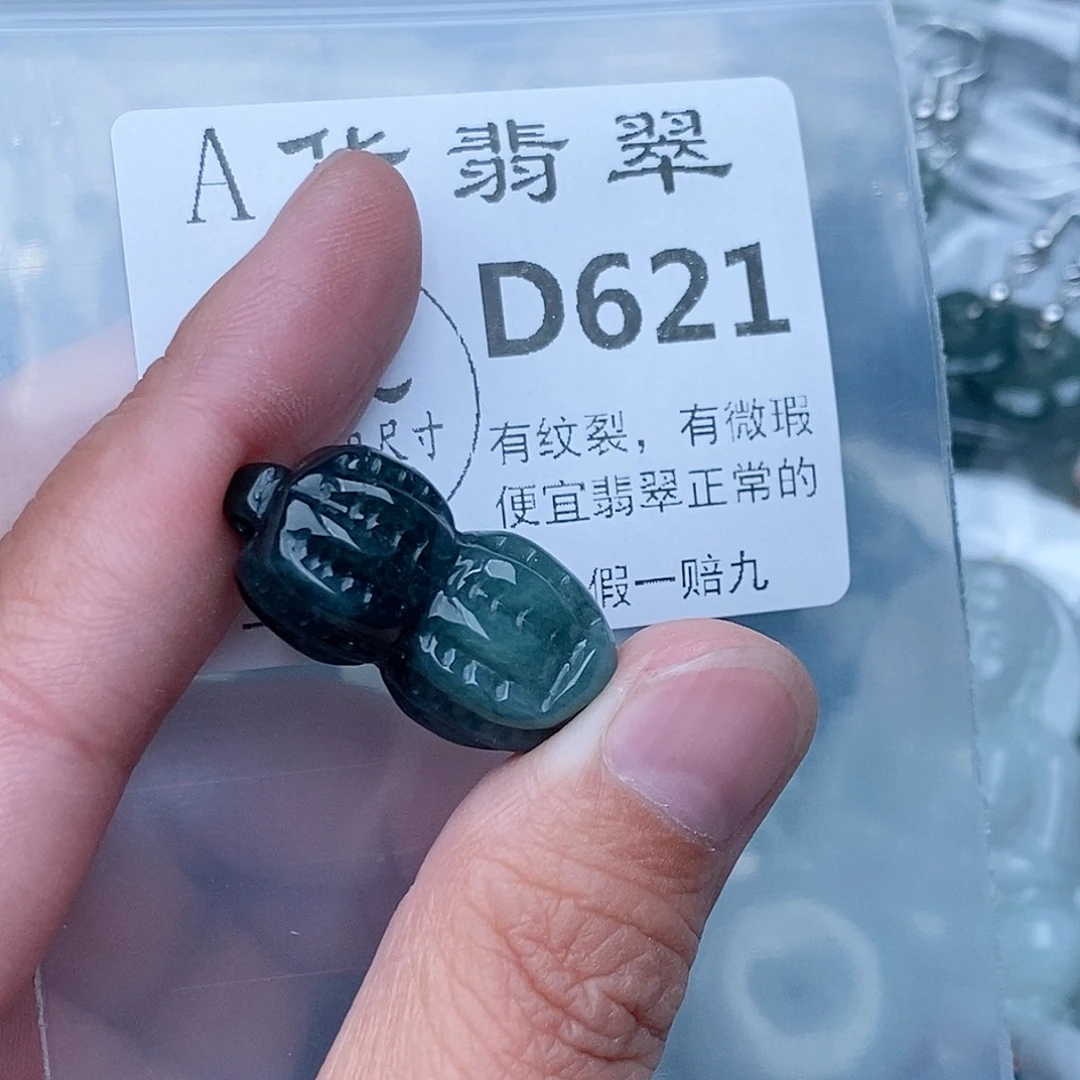 A货翡翠
D621
尺寸
有纹裂，有微瑕
便宜翡翠正常的
假一赔九